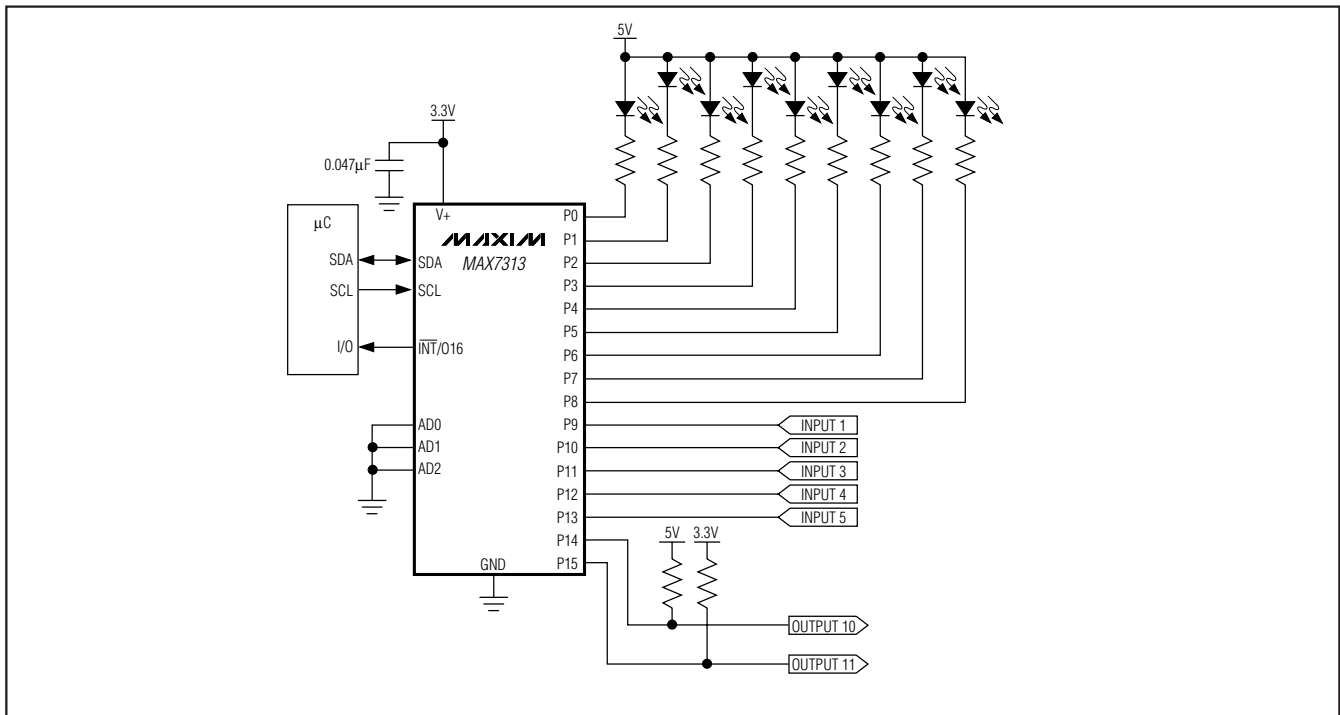 5V
3.3V
0.047µF
µC
V+
P0
MAXIM
P1
SDA
SDA
MAX7313
P2
SCL
SCL
P3
P4
P5
I/O
INT/O16
P6
P7
P8
AD0
P9
INPUT 1
AD1
P10
INPUT 2
AD2
P11
INPUT 3
P12
INPUT 4
P13
INPUT 5
P14
5V
3.3V
GND
P15
OUTPUT 10
OUTPUT 11